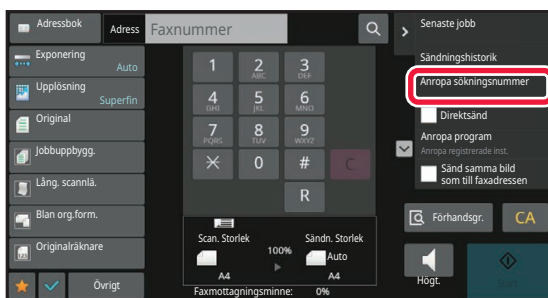 Adressbok
Adress
Faxnummer
Exponering
Auto
Upplösning
Superfin
Original
Jobbuppbygg.
Lång. scannlä.
Blan org.form.
Originalräknare
Övrigt
1
2
ABC
3
DEF
4
GHI
5
JKL
6
MNO
7
PQRS
8
TUV
9
WXYZ
0
#
C
R
Scan. Storlek
100%
Sändn. Storlek
Auto
A4
A4
Faxmottagningsminne: 0%
Senaste jobb
Sändningshistorik
Anropa sökningsnummer
Direktsänd
Anropa program
Anropa registrerade inst.
Sänd samma bild
som till faxadressen
Förhandsgr.
CA
Högt.
Start